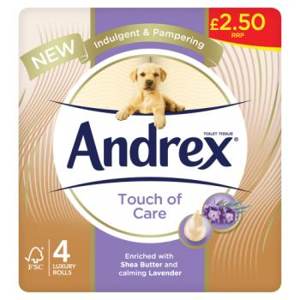 NEW
Indulgent & Pampering
£2.50
RRP
TOILET TISSUE
Andrex®
Touch of
Care
FSC
4
LUXURY
ROLLS
Enriched with
Shea Butter and
calming Lavender